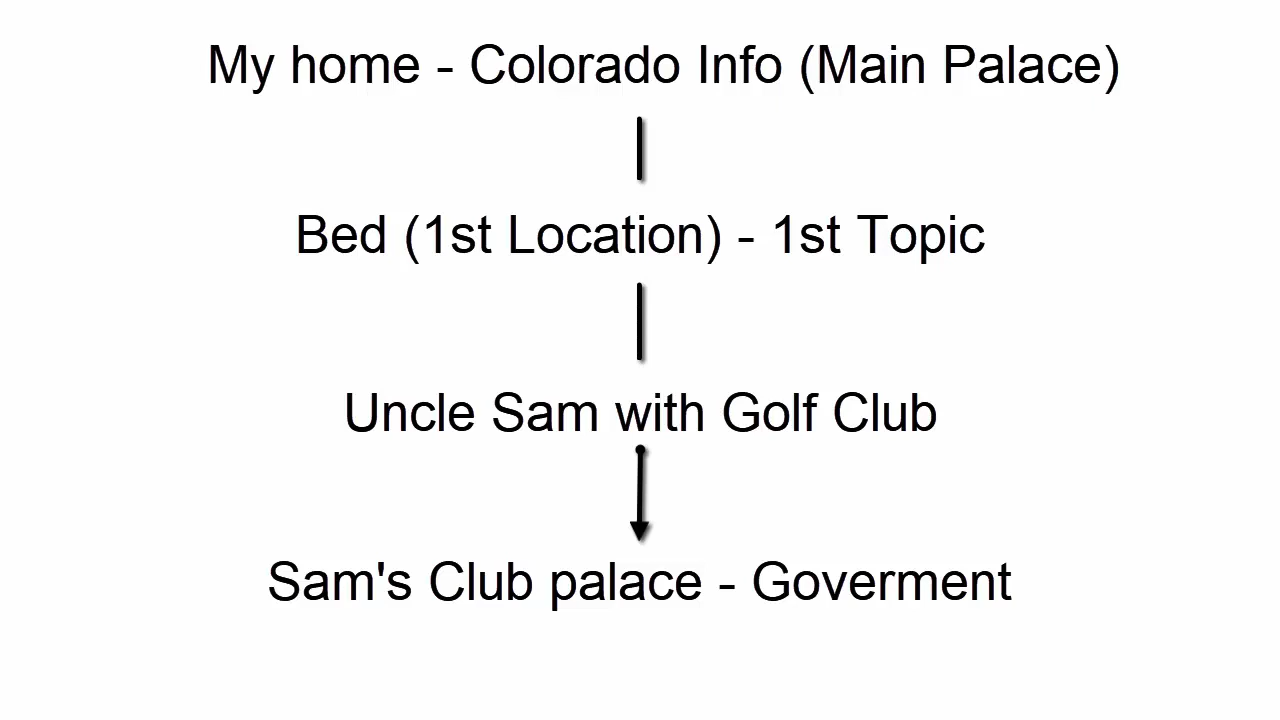 My home - Colorado Info (Main Palace)
Bed (1st Location) - 1st Topic
Uncle Sam with Golf Club
Sam's Club palace - Goverment